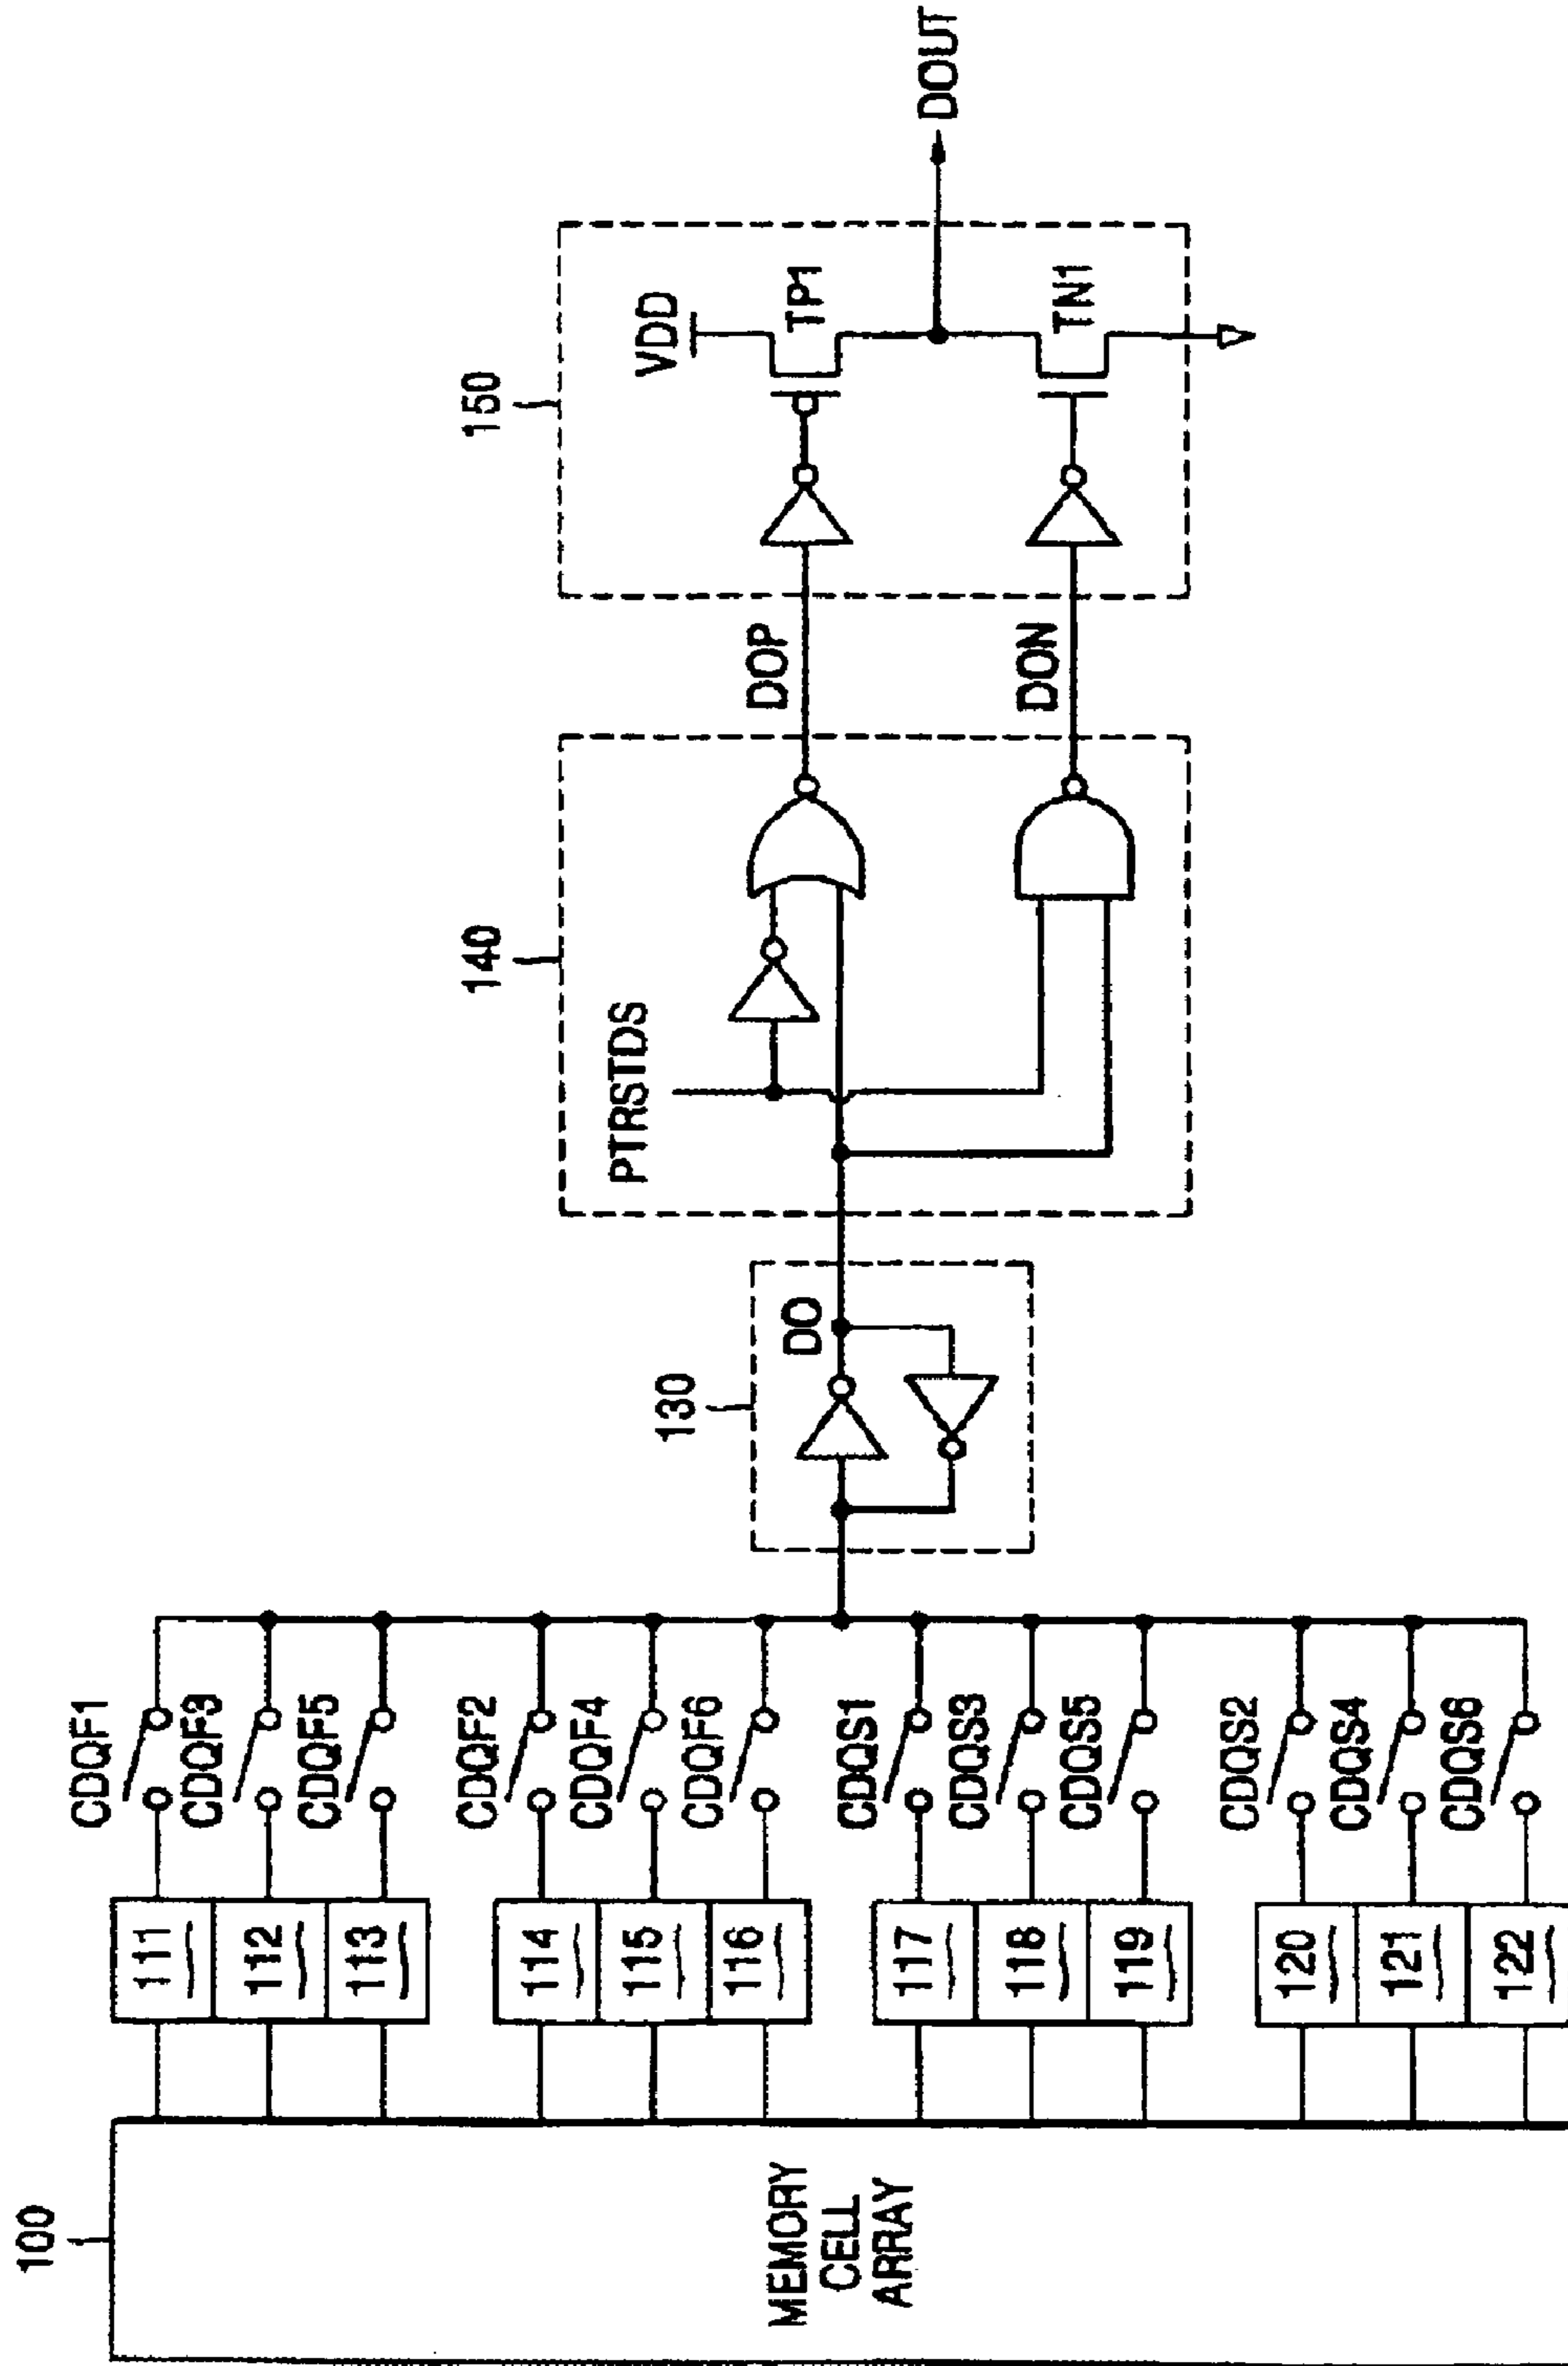 100
MEMORY
CELL
ARRAY
111
112
113
114
115
116
117
118
119
120
121
122
CDQF1
CDQF3
CDQF5
CDQF2
CDQF4
CDQF6
CDQS1
CDQS3
CDQS5
CDQS2
CDQS4
CDQS6
130
DO
140
PTRSTDS
DOP
DON
150
VDD
TP1
TN1
DOUT